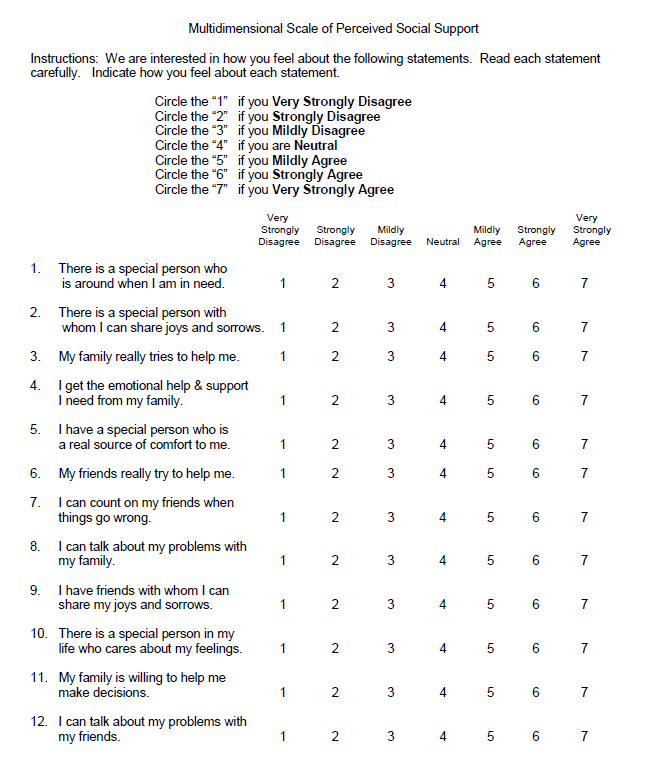 Multidimensional Scale of Perceived Social Support
Instructions: We are interested in how you feel about the following statements. Read each statement
carefully. Indicate how you feel about each statement.
Circle the “1” if you Very Strongly Disagree
Circle the “2” if you Strongly Disagree
Circle the “3” if you Mildly Disagree
Circle the “4” if you are Neutral
Circle the “5” if you Mildly Agree
Circle the “6” if you Strongly Agree
Circle the “7” if you Very Strongly Agree
Very Very
Strongly Strongly Mildly Mildly Strongly Strongly
Disagree Disagree Disagree Neutral Agree Agree Agree
1. There is a special person who
is around when I am in need. 1 2 3 4 5 6 7
2. There is a special person with
whom I can share joys and sorrows. 1 2 3 4 5 6 7
3. My family really tries to help me. 1 2 3 4 5 6 7
4. I get the emotional help & support
I need from my family. 1 2 3 4 5 6 7
5. I have a special person who is
a real source of comfort to me. 1 2 3 4 5 6 7
6. My friends really try to help me. 1 2 3 4 5 6 7
7. I can count on my friends when
things go wrong. 1 2 3 4 5 6 7
8. I can talk about my problems with
my family. 1 2 3 4 5 6 7
9. I have friends with whom I can
share my joys and sorrows. 1 2 3 4 5 6 7
10. There is a special person in my
life who cares about my feelings. 1 2 3 4 5 6 7
11. My family is willing to help me
make decisions. 1 2 3 4 5 6 7
12. I can talk about my problems with
my friends. 1 2 3 4 5 6 7